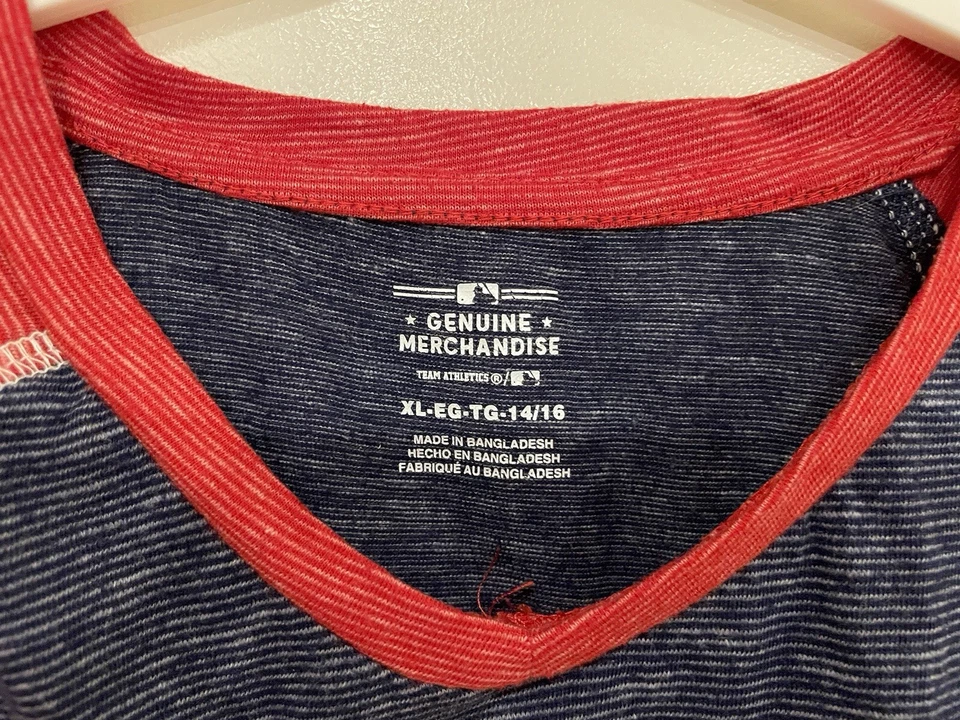 ★ GENUINE ★
MERCHANDISE
TEAM ATHLETICS®/
XL-EG-TG-14/16
MADE IN BANGLADESH
HECHO EN BANGLADESH
FABRIQUÉ AU BANGLADESH